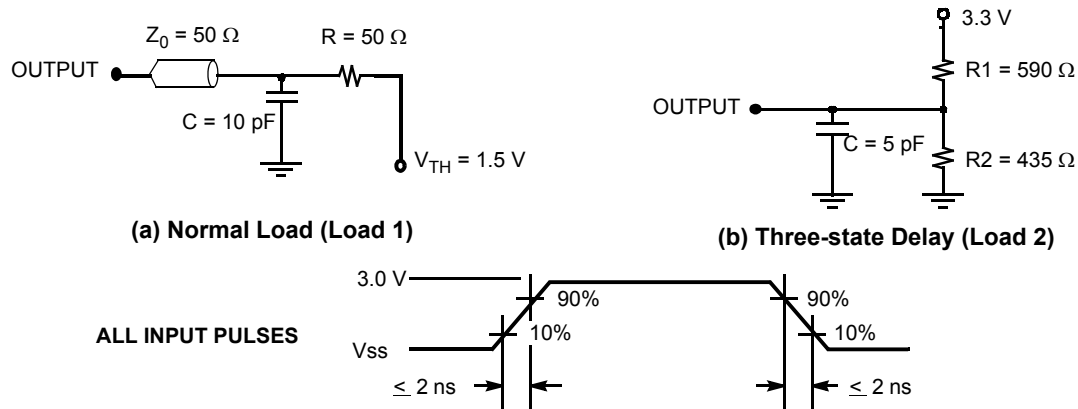 Z0 = 50 Ω
R = 50 Ω
OUTPUT
C = 10 pF
VTH = 1.5 V
(a) Normal Load (Load 1)
3.3 V
R1 = 590 Ω
OUTPUT
C = 5 pF
R2 = 435 Ω
(b) Three-state Delay (Load 2)
3.0 V
90%
90%
ALL INPUT PULSES
10%
10%
Vss
≤ 2 ns
≤ 2 ns